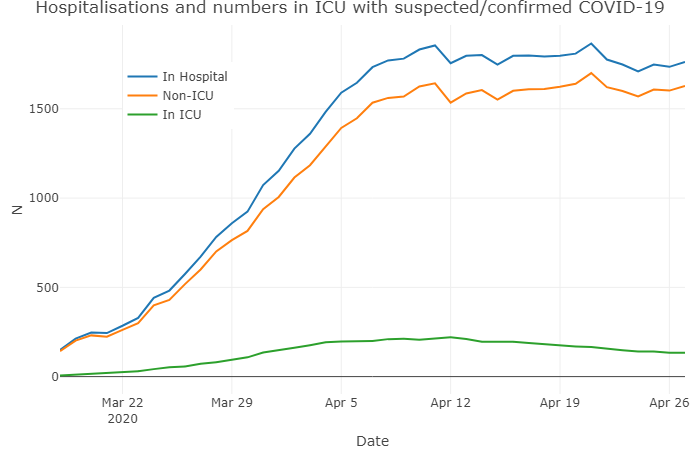 Hospitalisations and numbers in ICU with suspected/confirmed COVID-19
In Hospital
Non-ICU
In ICU
1500
1000
500
0
N
Mar 22
2020
Mar 29
Apr 5
Apr 12
Apr 19
Apr 26
Date